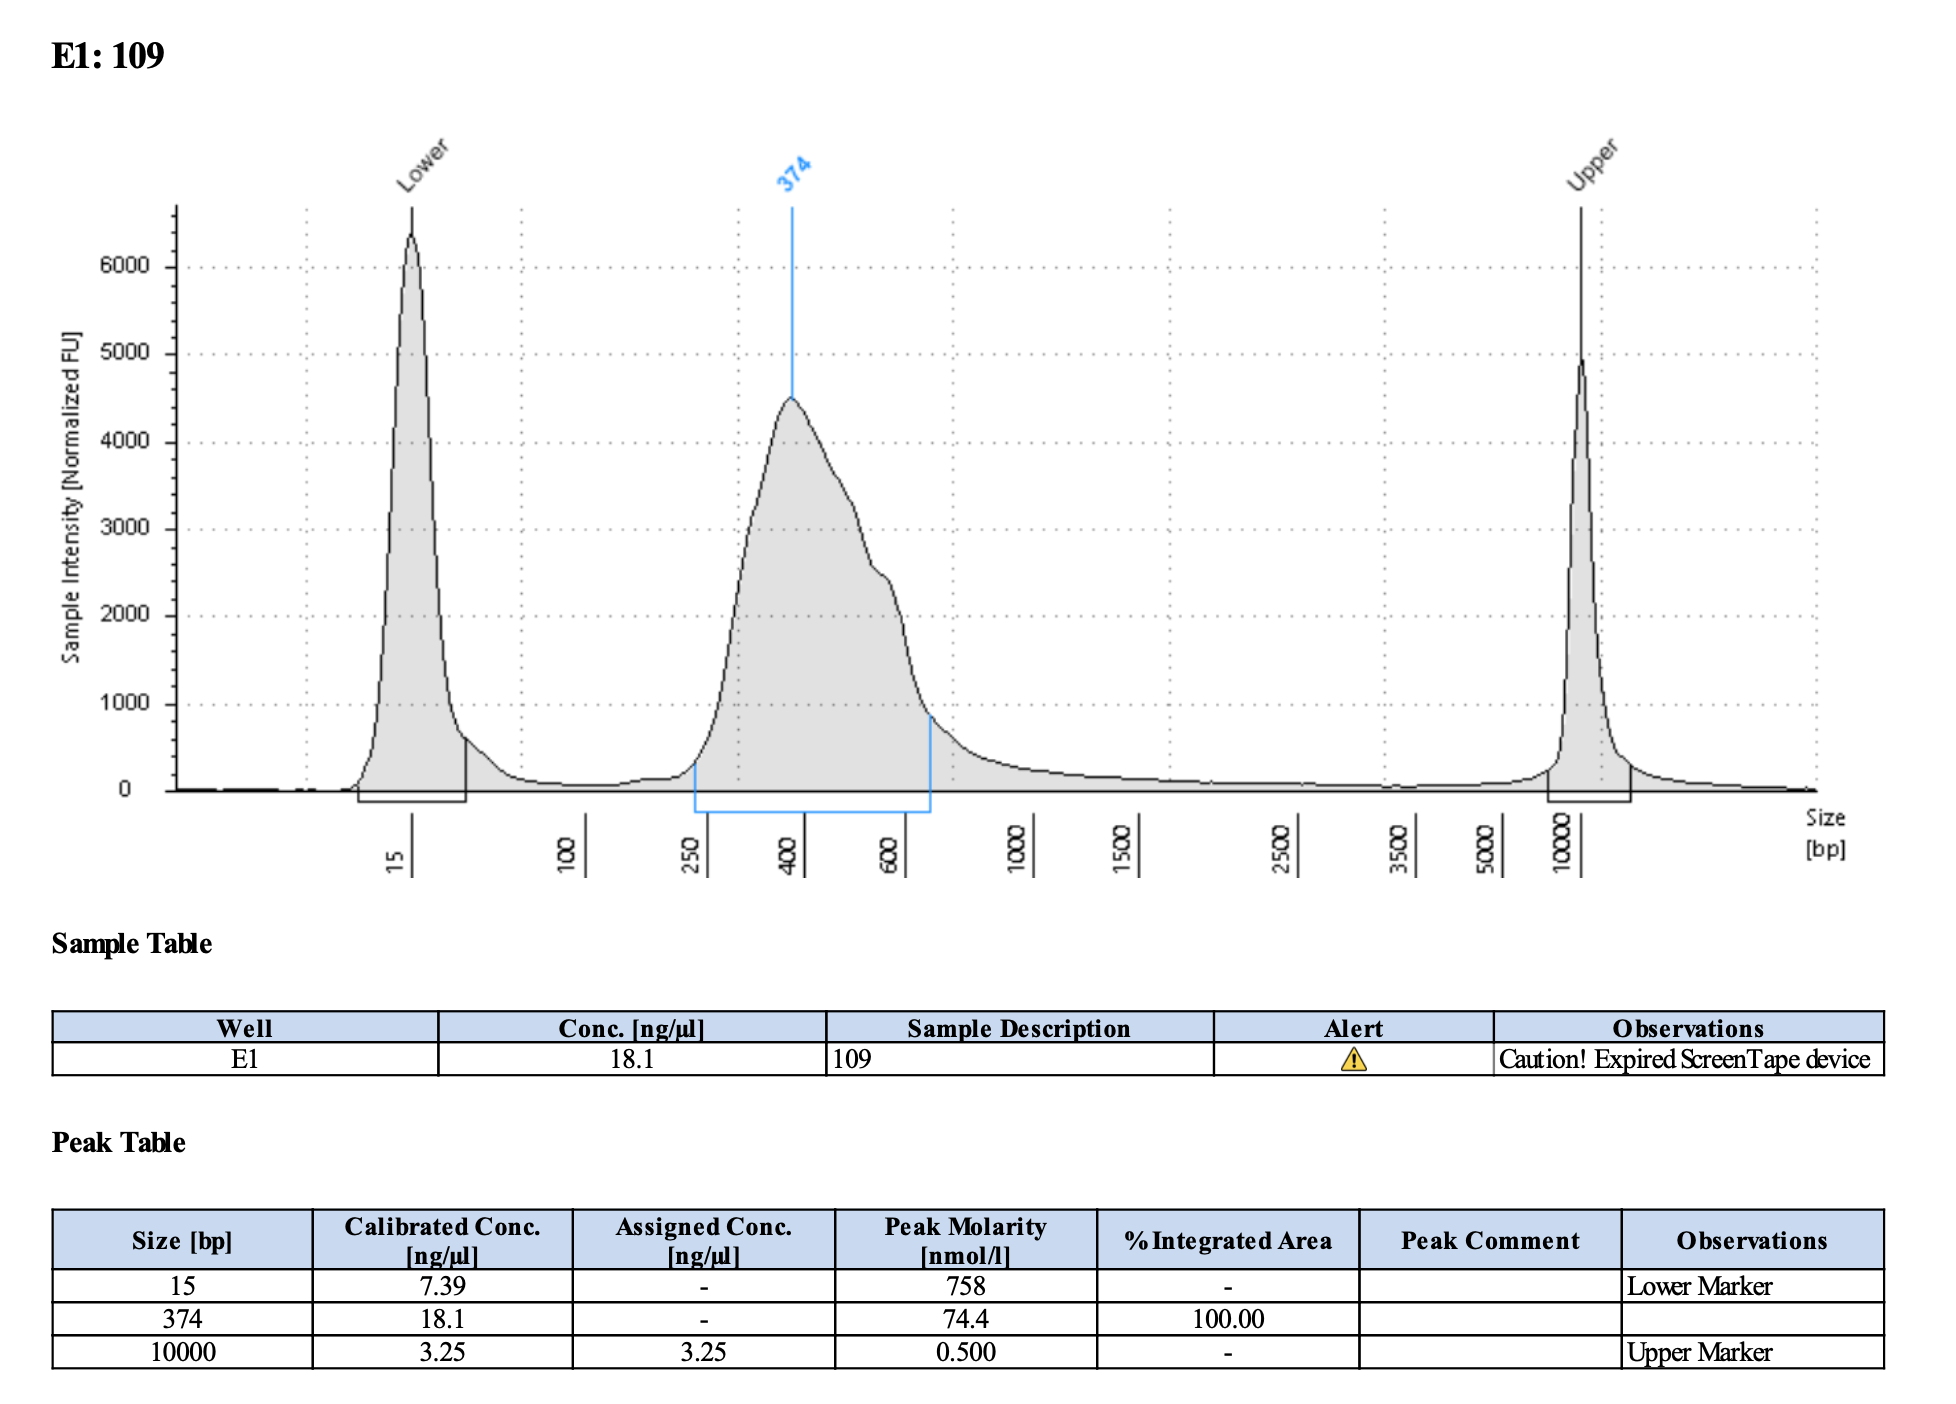 E1: 109
Lower
374
Upper
Sample Intensity [Normalized FU]
6000
5000
4000
3000
2000
1000
0
15
100
250
400
600
1000
1500
2500
3500
5000
10000
Size
[bp]
Sample Table
Well Conc. [ng/µl] Sample Description Alert Observations
E1 18.1 109 Caution! Expired ScreenTape device
Peak Table
Size [bp] Calibrated Conc. [ng/µl] Assigned Conc. [ng/µl] Peak Molarity [nmol/l] % Integrated Area Peak Comment Observations
15 7.39 - 758 - Lower Marker
374 18.1 - 74.4 100.00
10000 3.25 3.25 0.500 - Upper Marker